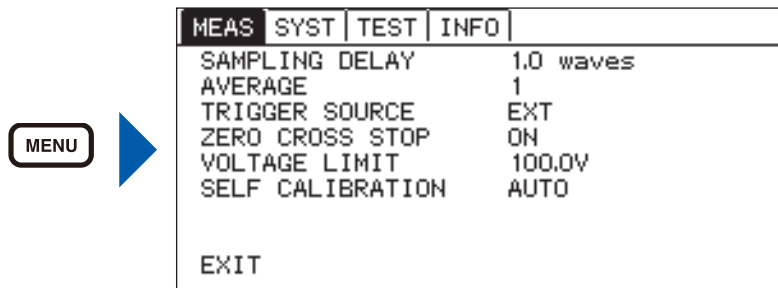 MENU
MEAS SYST TEST INFO
SAMPLING DELAY 1.0 waves
AVERAGE 1
TRIGGER SOURCE EXT
ZERO CROSS STOP ON
VOLTAGE LIMIT 100.0V
SELF CALIBRATION AUTO
EXIT